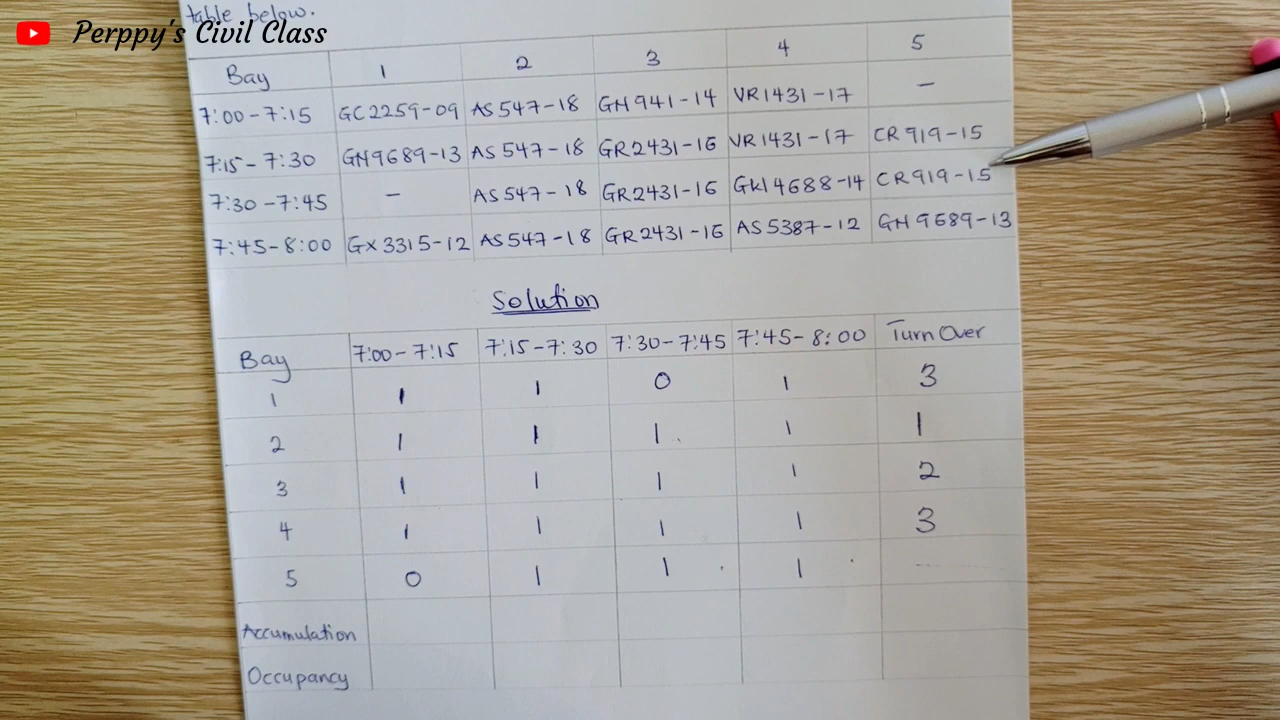 table below.
Perppy's Civil Class
Bay 1 2 3 4 5
7:00-7:15 GC2259-09 AS547-18 GN941-14 VR1431-17 -
7:15-7:30 GN9689-13 AS547-18 GR2431-16 VR1431-17 CR919-15
7:30-7:45 - AS547-18 GR2431-16 GK14688-14 CR919-15
7:45-8:00 GX3315-12 AS547-18 GR2431-16 AS5387-12 GN9689-13
Solution
Bay 7:00-7:15 7:15-7:30 7:30-7:45 7:45-8:00 Turn Over
1 1 1 0 1 3
2 1 1 1 1 1
3 1 1 1 1 2
4 1 1 1 1 3
5 0 1 1 1
Accumulation
Occupancy